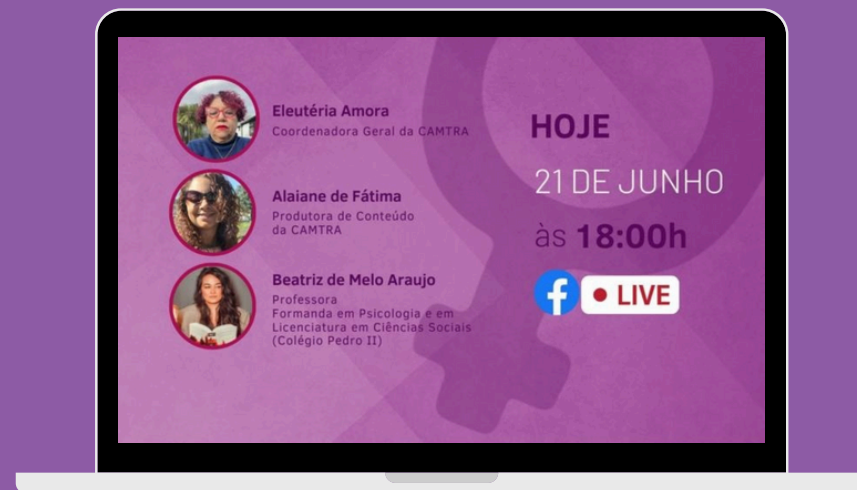 Eleutéria Amora
Coordenadora Geral da CAMTRA
Alaiane de Fátima
Produtora de Conteúdo
da CAMTRA
Beatriz de Melo Araujo
Professora
Formanda em Psicologia e em
Licenciatura em Ciências Sociais
(Colégio Pedro II)
HOJE
21 DE JUNHO
às 18:00h
LIVE